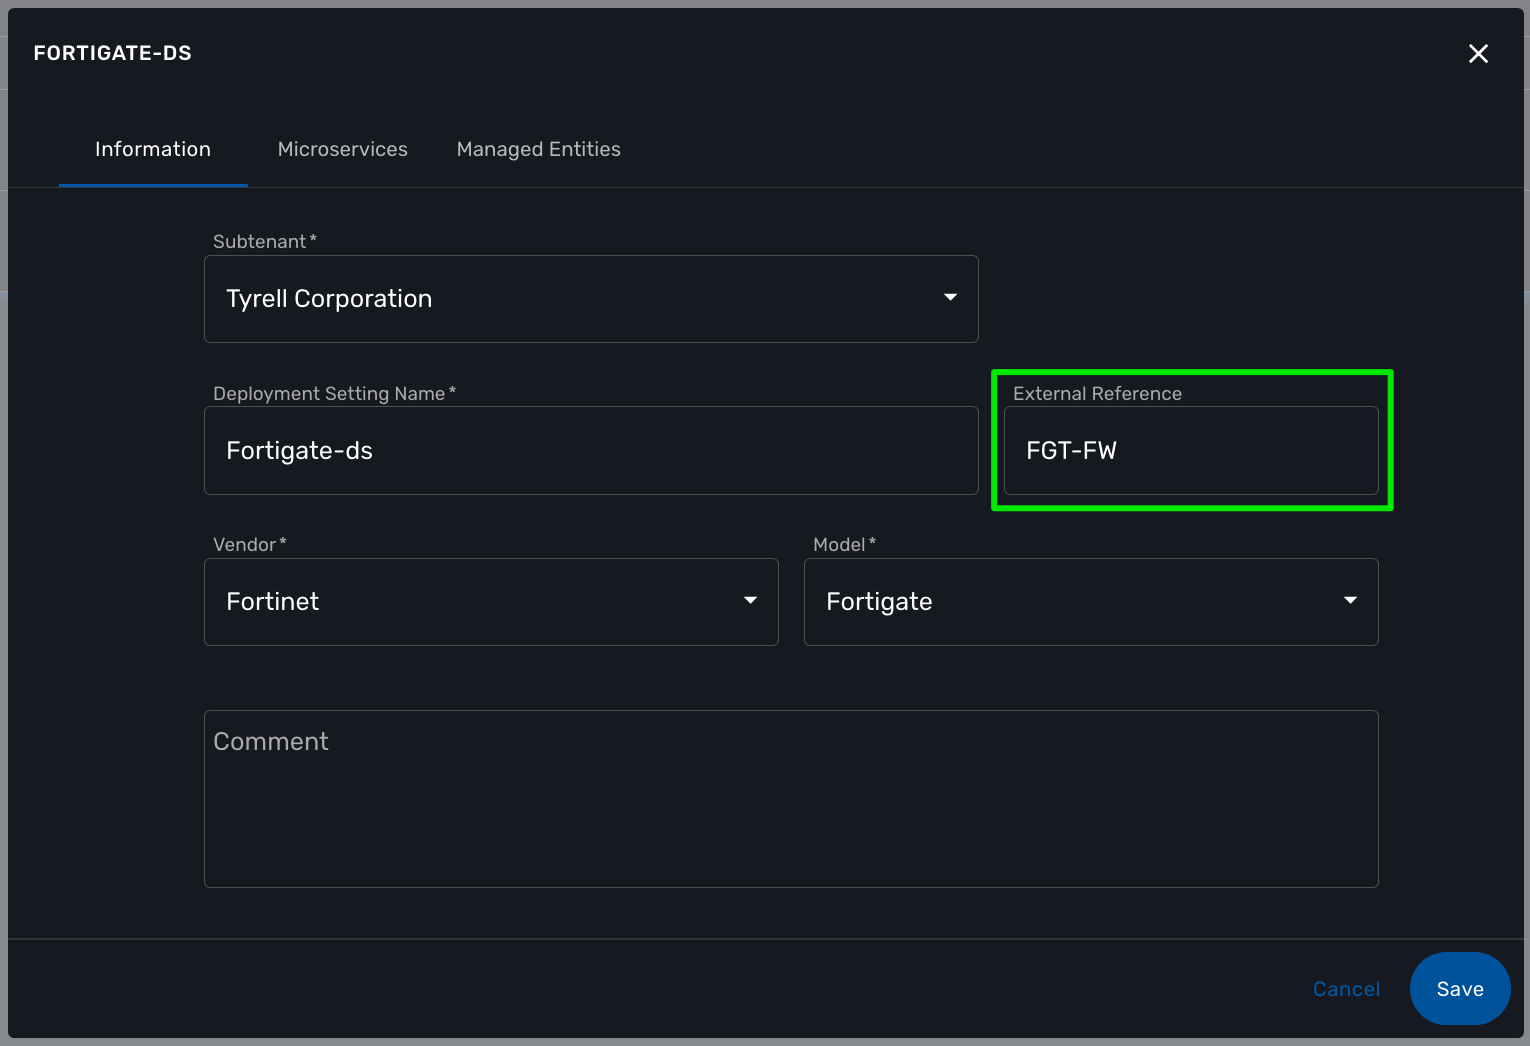 FORTIGATE-DS
Information Microservices Managed Entities
Subtenant *
Tyrell Corporation
Deployment Setting Name * External Reference
Fortigate-ds FGT-FW
Vendor * Model *
Fortinet Fortigate
Comment
Cancel Save